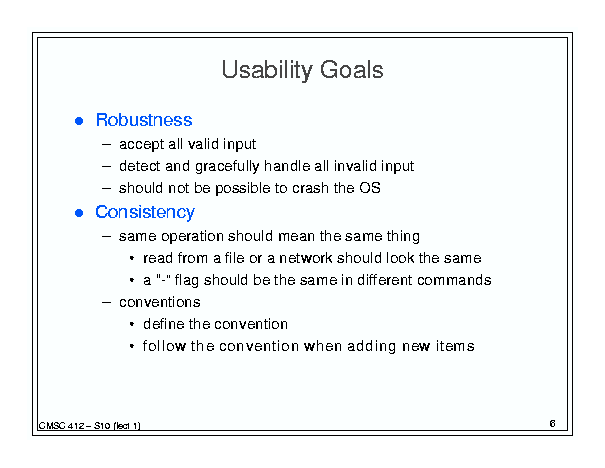 Usability Goals
● Robustness
– accept all valid input
– detect and gracefully handle all invalid input
– should not be possible to crash the OS
● Consistency
– same operation should mean the same thing
• read from a file or a network should look the same
• a "-" flag should be the same in different commands
– conventions
• define the convention
• follow the convention when adding new items
CMSC 412 – S10 (lect 1)
6